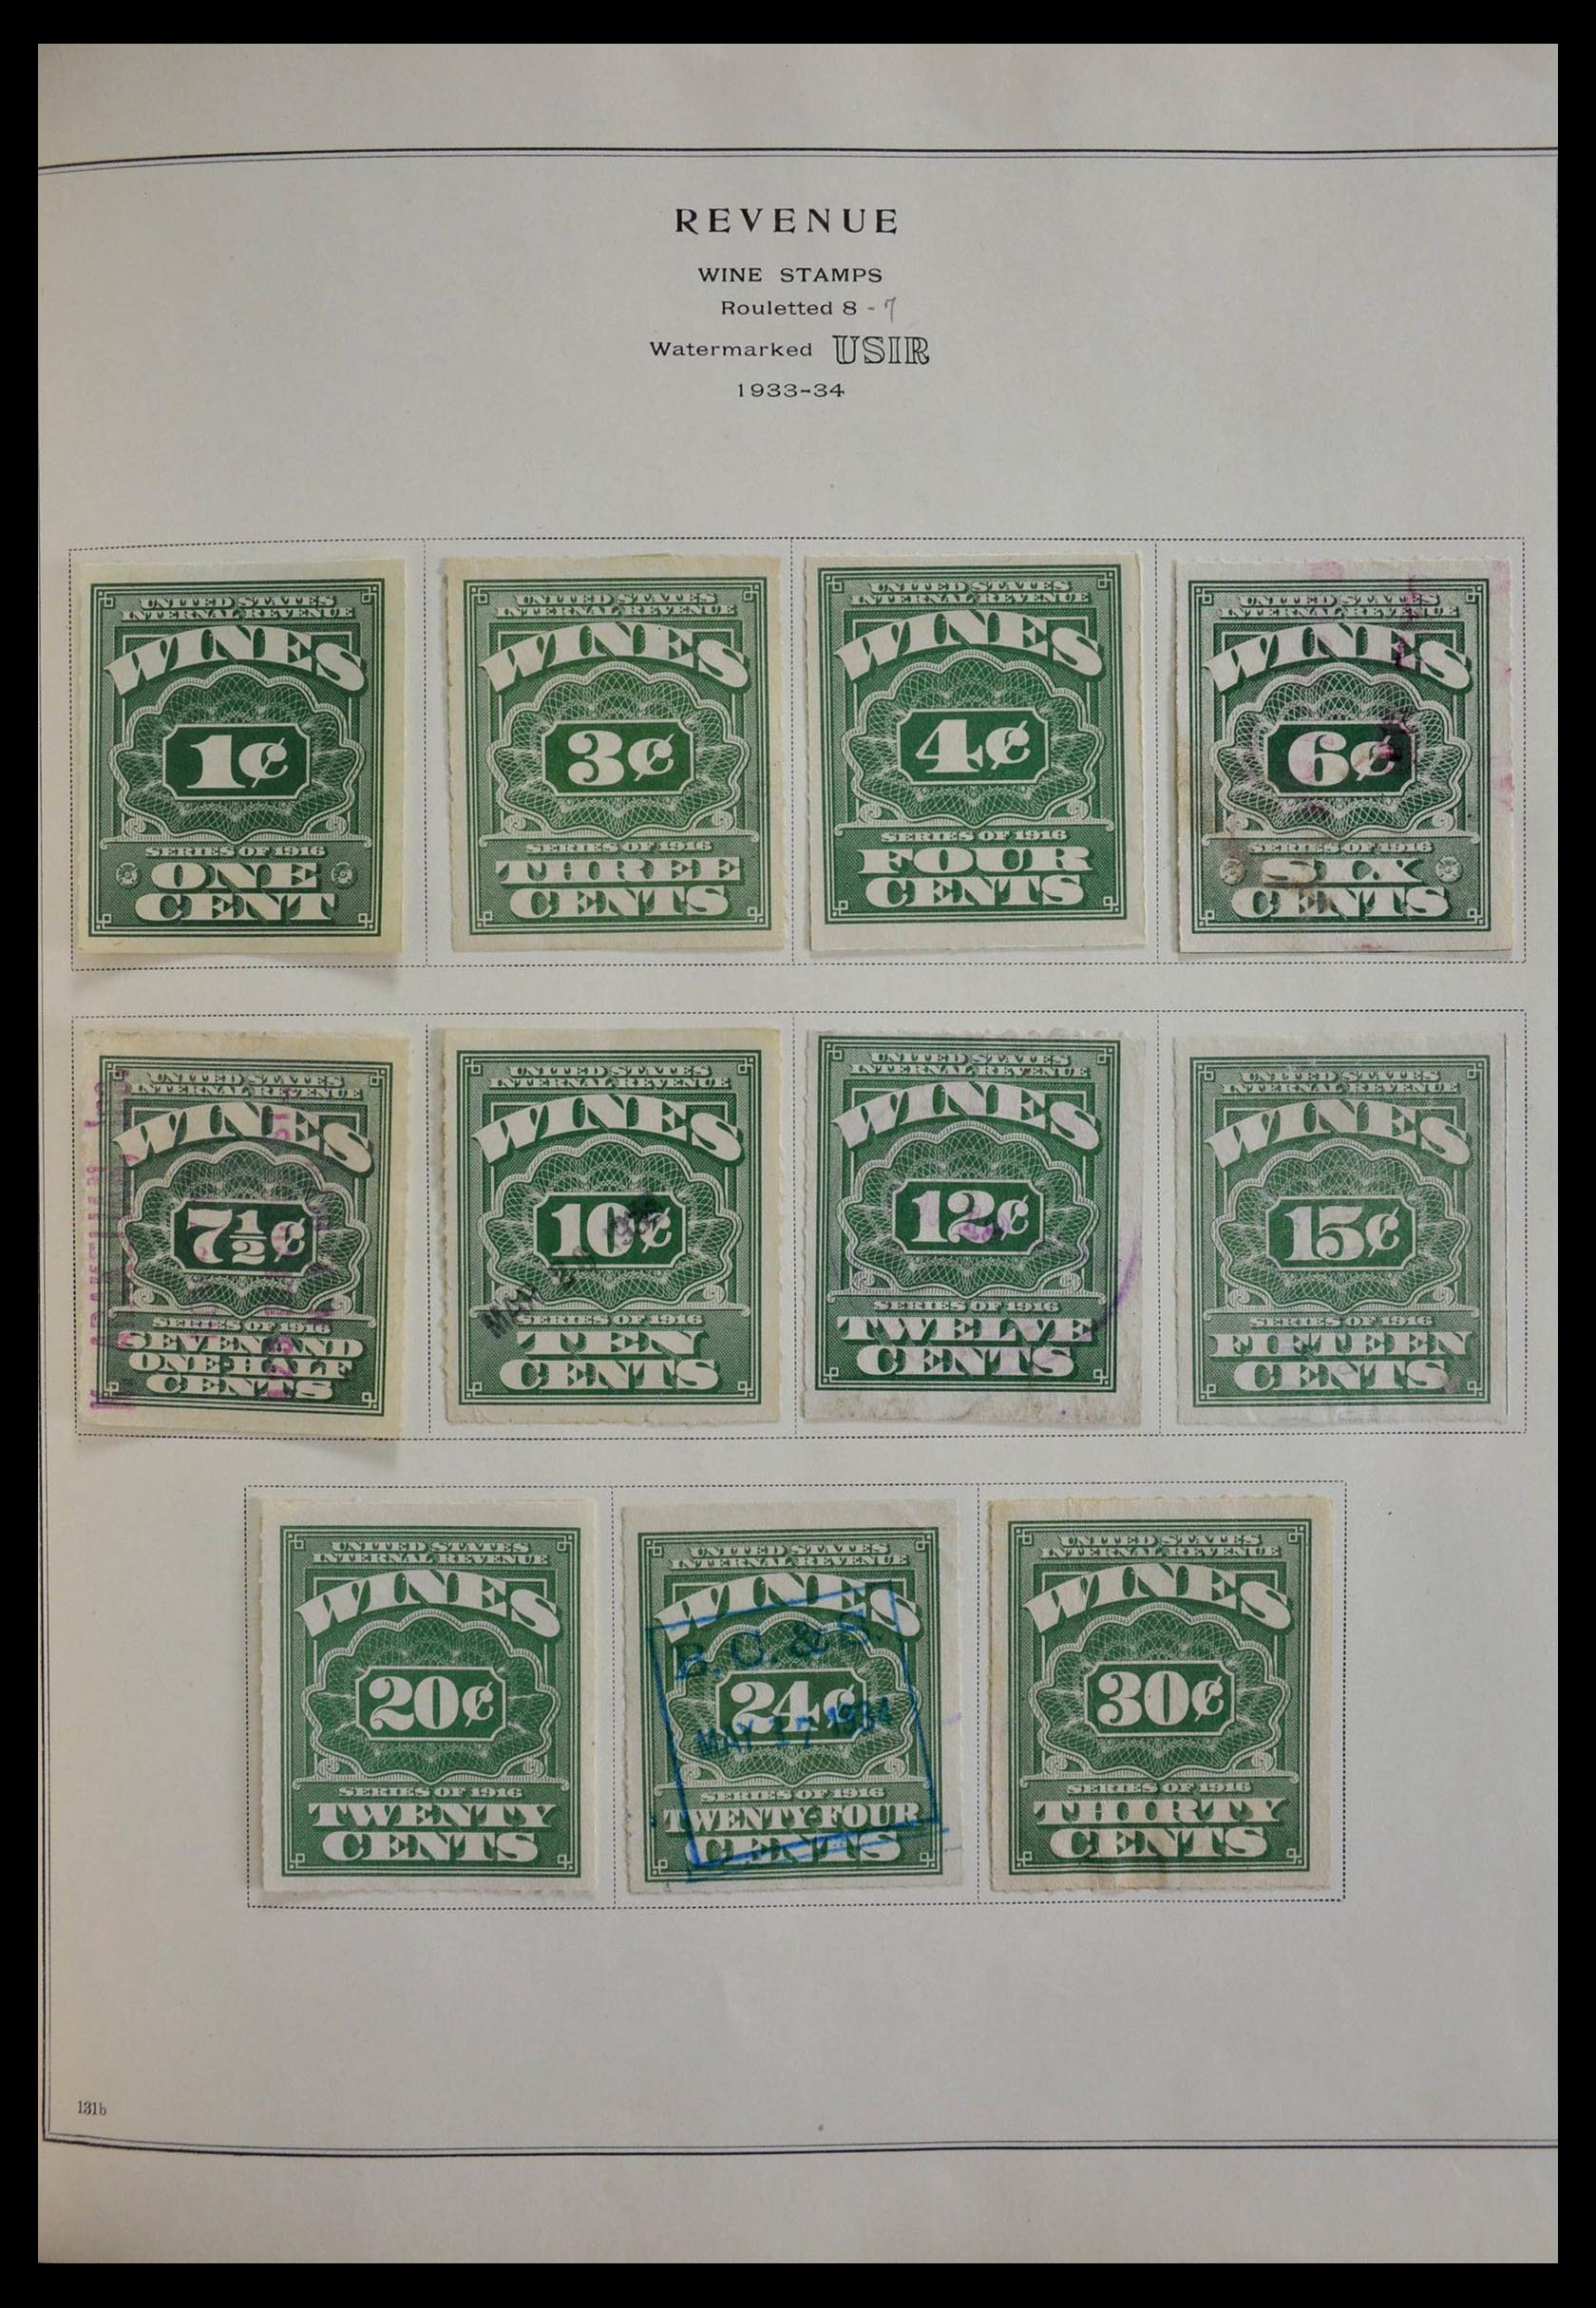 REVENUE
WINE STAMPS
Rouletted 8 - 7
Watermarked USIR
1933-34
UNITED STATES
INTERNAL REVENUE
WINES
1¢
SERIES OF 1916
ONE
CENT
UNITED STATES
INTERNAL REVENUE
WINES
3¢
SERIES OF 1916
THREE
CENTS
UNITED STATES
INTERNAL REVENUE
WINES
4¢
SERIES OF 1916
FOUR
CENTS
UNITED STATES
INTERNAL REVENUE
WINES
6¢
SERIES OF 1916
SIX
CENTS
UNITED STATES
INTERNAL REVENUE
WINES
7½¢
SERIES OF 1916
SEVEN AND
ONE-HALF
CENTS
UNITED STATES
INTERNAL REVENUE
WINES
10¢
MAR
SERIES OF 1916
TEN
CENTS
UNITED STATES
INTERNAL REVENUE
WINES
12¢
SERIES OF 1916
TWELVE
CENTS
UNITED STATES
INTERNAL REVENUE
WINES
15¢
SERIES OF 1916
FIFTEEN
CENTS
UNITED STATES
INTERNAL REVENUE
WINES
20¢
SERIES OF 1916
TWENTY
CENTS
UNITED STATES
INTERNAL REVENUE
WINES
B. C. & S.
24¢
MAY 17 1934
SERIES OF 1916
TWENTY-FOUR
CENTS
UNITED STATES
INTERNAL REVENUE
WINES
30¢
SERIES OF 1916
THIRTY
CENTS
131b